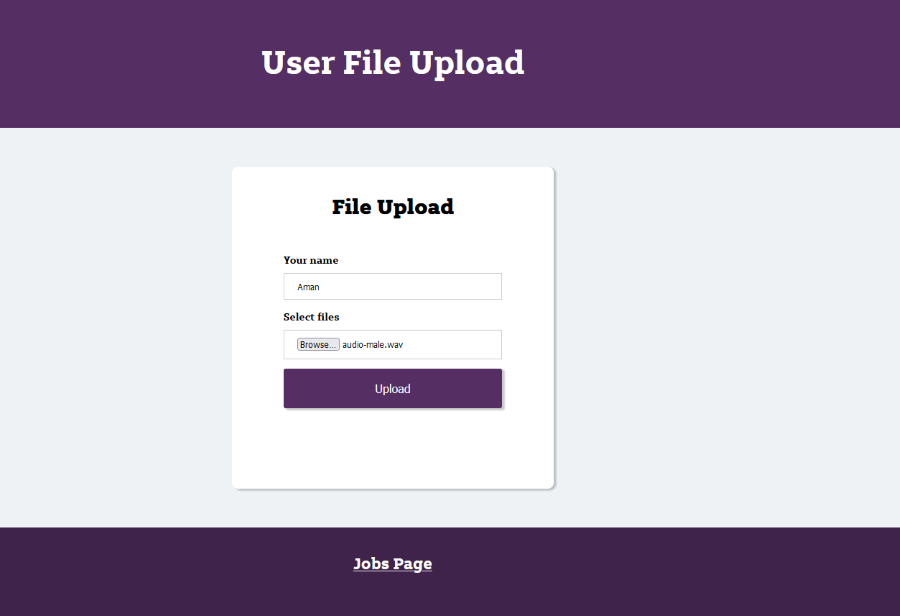 User File Upload
File Upload
Your name
Aman
Select files
Browse... audio-male.wav
Upload
Jobs Page